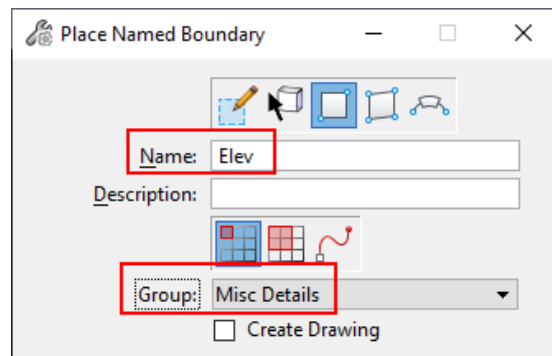 Place Named Boundary
Name: Elev
Description:
Group: Misc Details
Create Drawing